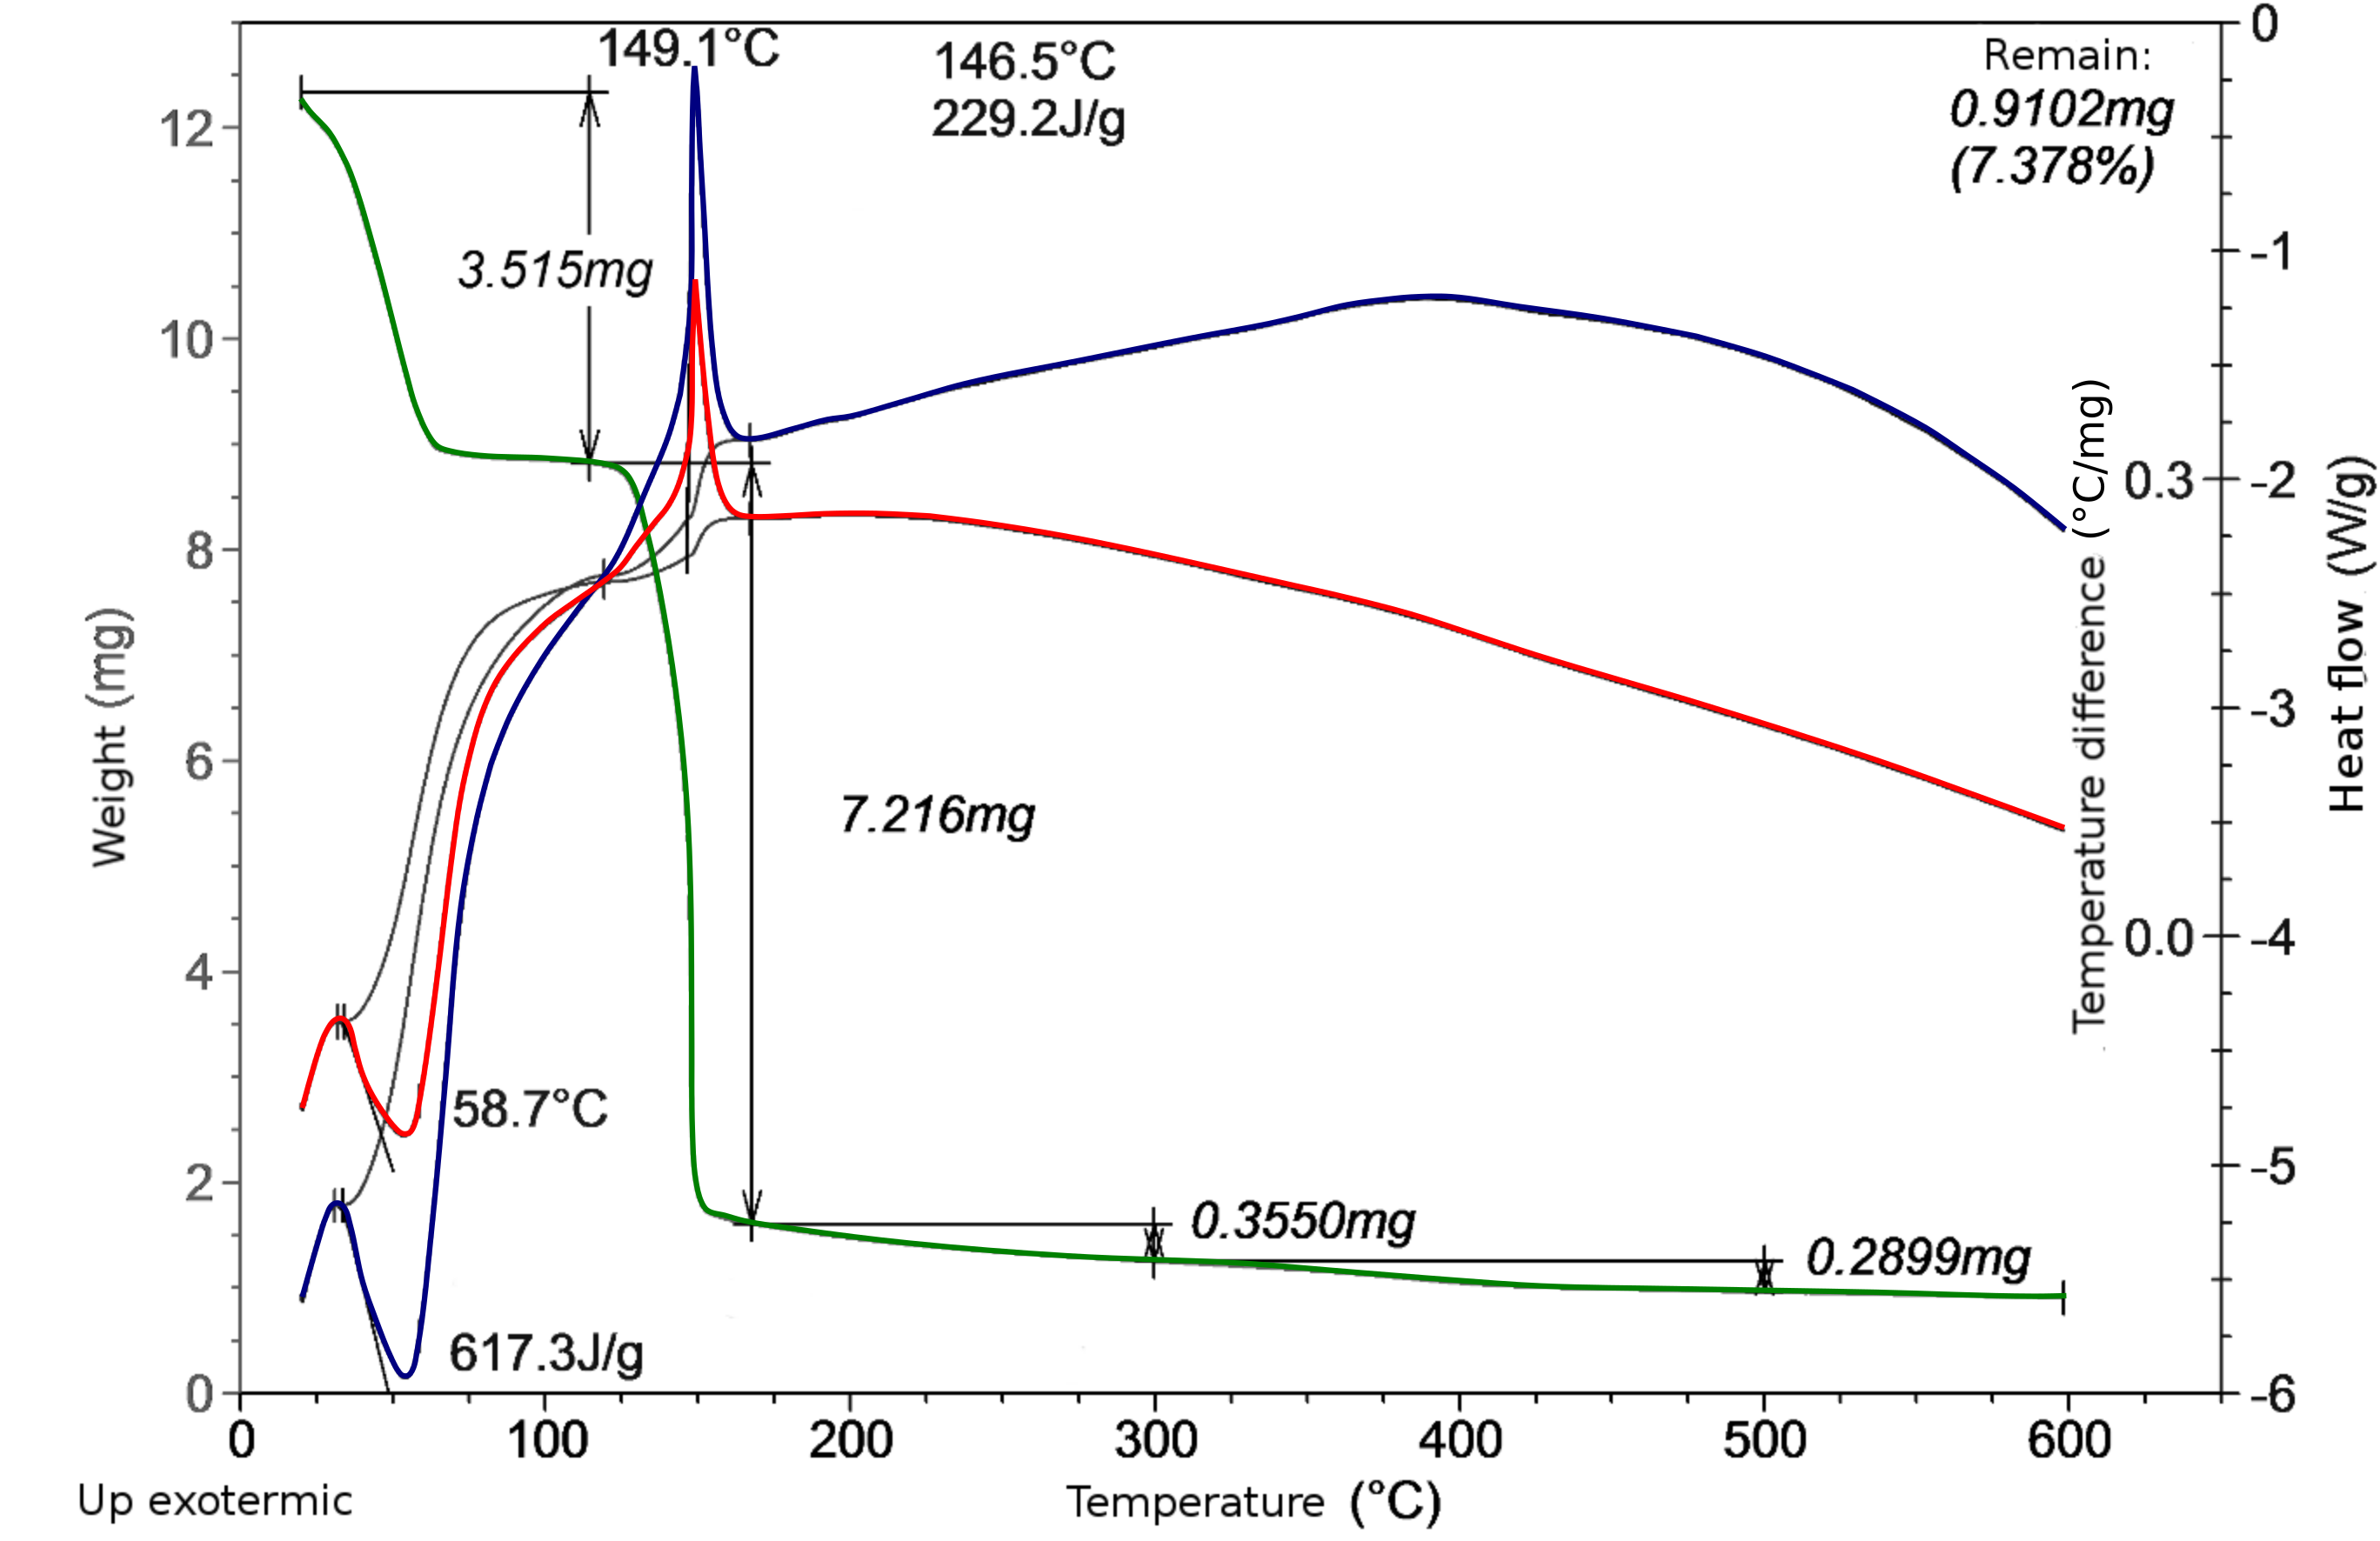 149.1°C
146.5°C
229.2J/g
Remain:
0.9102mg
(7.378%)
3.515mg
7.216mg
58.7°C
617.3J/g
0.3550mg
0.2899mg
Weight (mg)
12
10
8
6
4
2
0
0
100
200
300
400
500
600
Temperature (°C)
Up exotermic
Temperature difference (°C/mg)
0.3
0.0
0
-1
-2
-3
-4
-5
-6
Heat flow (W/g)